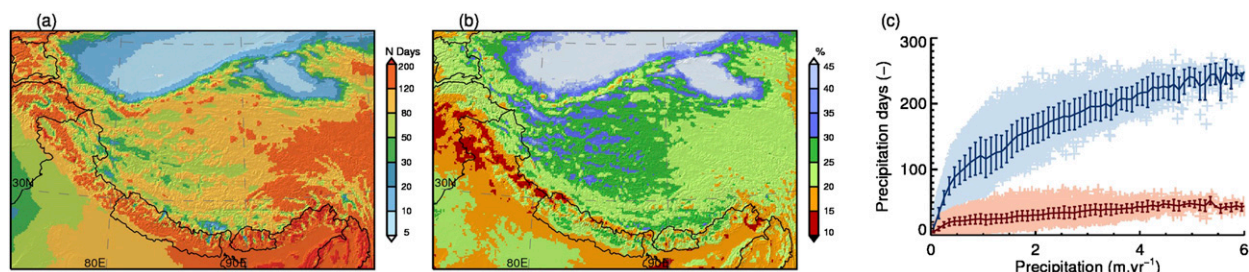 (a)
N Days
200
120
80
50
30
20
10
5
30N
80E
90E
(b)
%
45
40
35
30
25
20
15
10
30N
80E
90E
(c)
Precipitation days (–)
300
200
100
0
0
2
4
6
Precipitation (m.yr⁻¹)